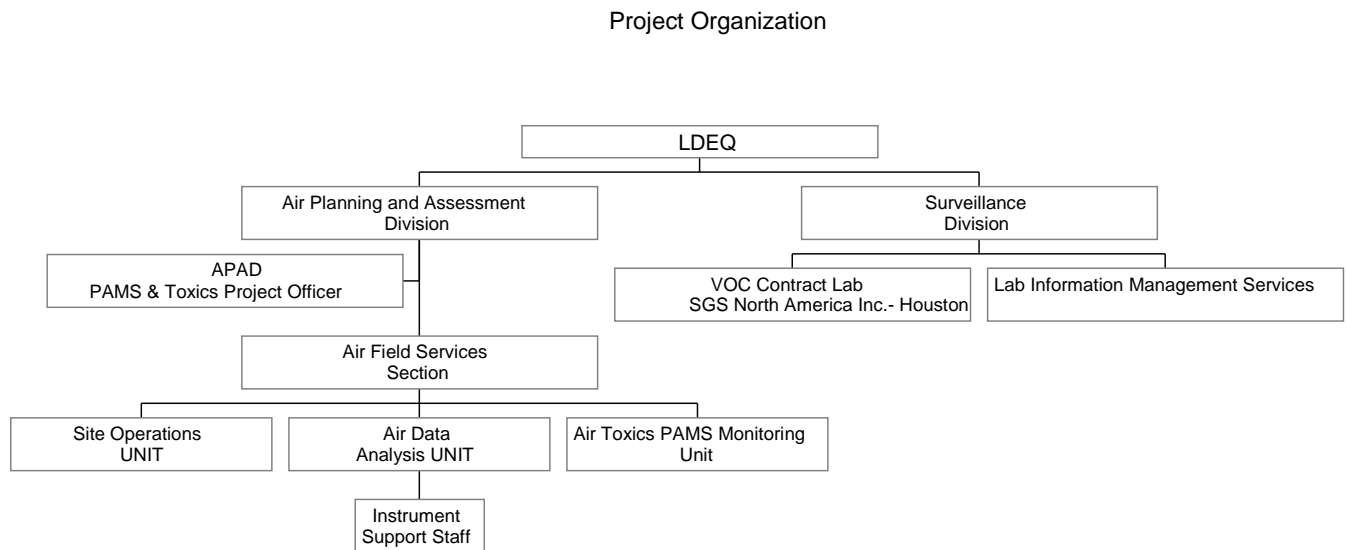 Project Organization
LDEQ
Air Planning and Assessment
Division
Surveillance
Division
APAD
PAMS & Toxics Project Officer
VOC Contract Lab
SGS North America Inc.- Houston
Lab Information Management Services
Air Field Services
Section
Site Operations
UNIT
Air Data
Analysis UNIT
Air Toxics PAMS Monitoring
Unit
Instrument
Support Staff